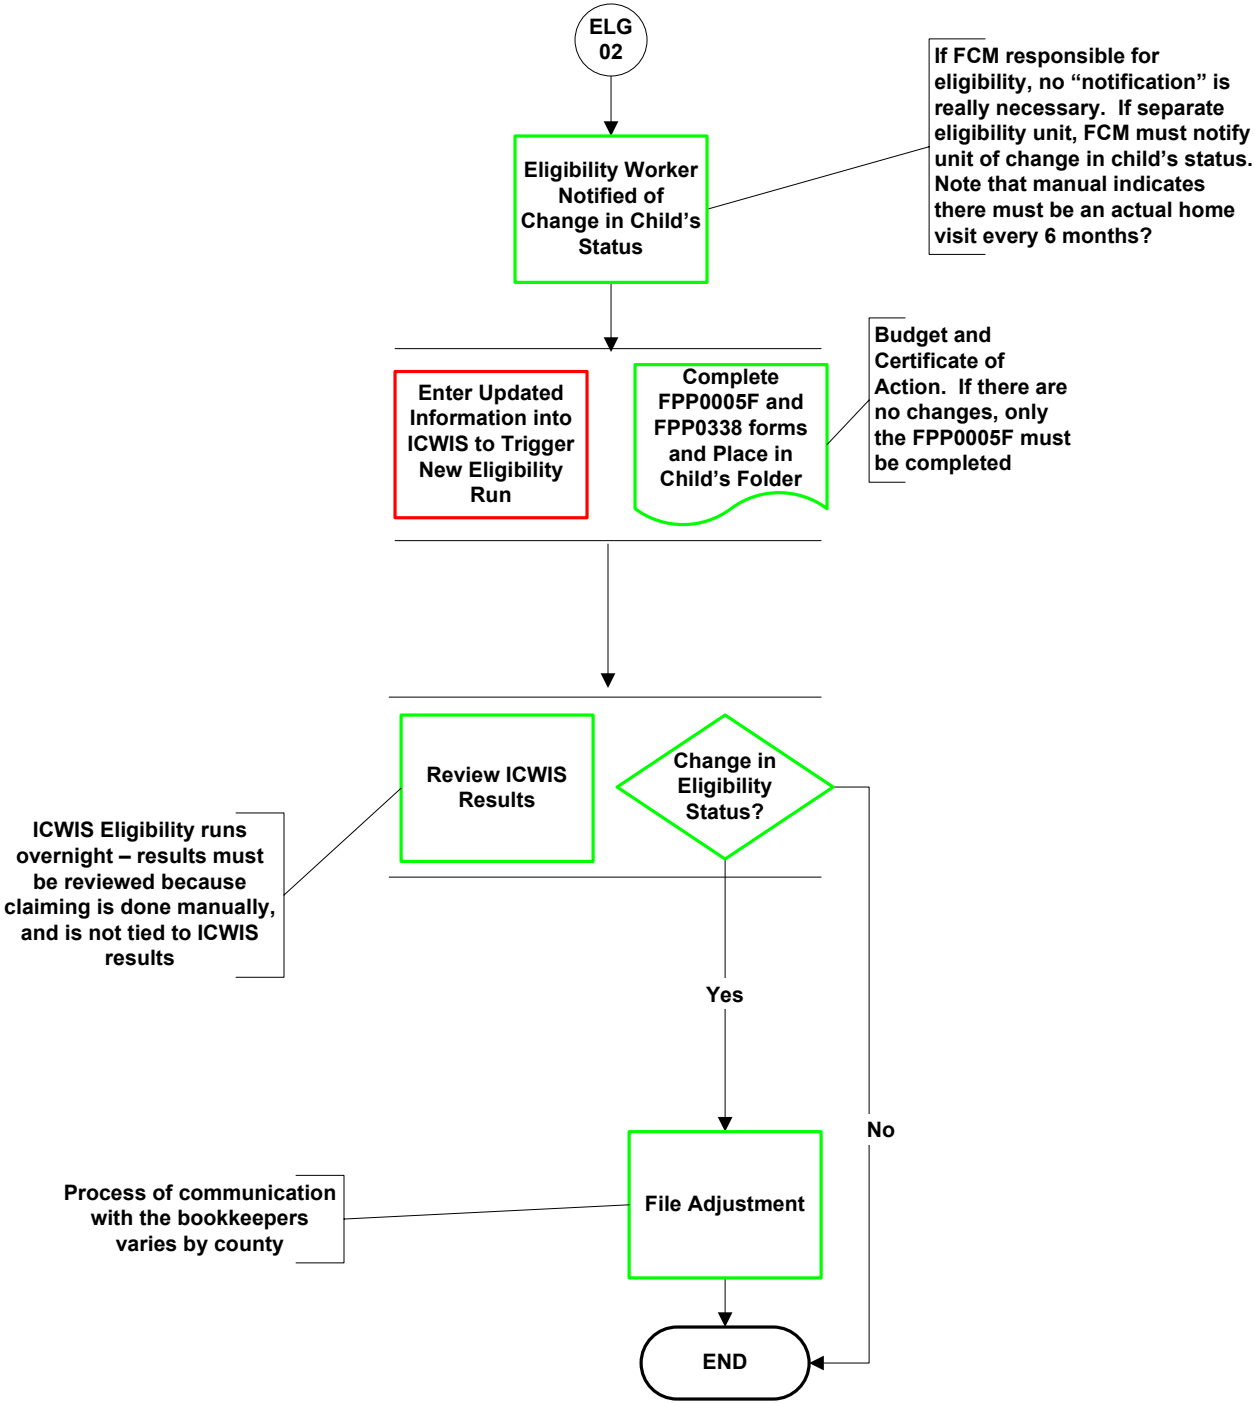 ELG
02
If FCM responsible for
eligibility, no “notification” is
really necessary.  If separate
eligibility unit, FCM must notify
unit of change in child’s status.
Note that manual indicates
there must be an actual home
visit every 6 months?
Eligibility Worker
Notified of
Change in Child’s
Status
Enter Updated
Information into
ICWIS to Trigger
New Eligibility
Run
Complete
FPP0005F and
FPP0338 forms
and Place in
Child’s Folder
Budget and
Certificate of
Action.  If there are
no changes, only
the FPP0005F must
be completed
Review ICWIS
Results
Change in
Eligibility
Status?
ICWIS Eligibility runs
overnight – results must
be reviewed because
claiming is done manually,
and is not tied to ICWIS
results
Yes
No
File Adjustment
Process of communication
with the bookkeepers
varies by county
END